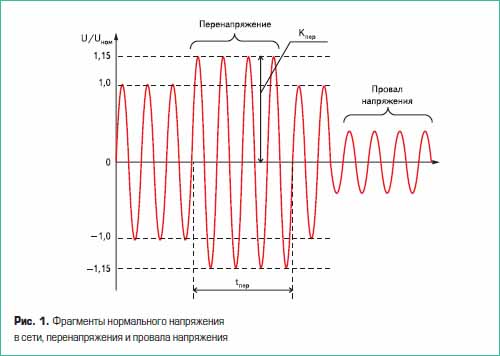 Перенапряжение
U/Uном
Kпер
1,15
1,0
Провал
напряжения
0
–1,0
–1,15
tпер
Рис. 1. Фрагменты нормального напряжения
в сети, перенапряжения и провала напряжения